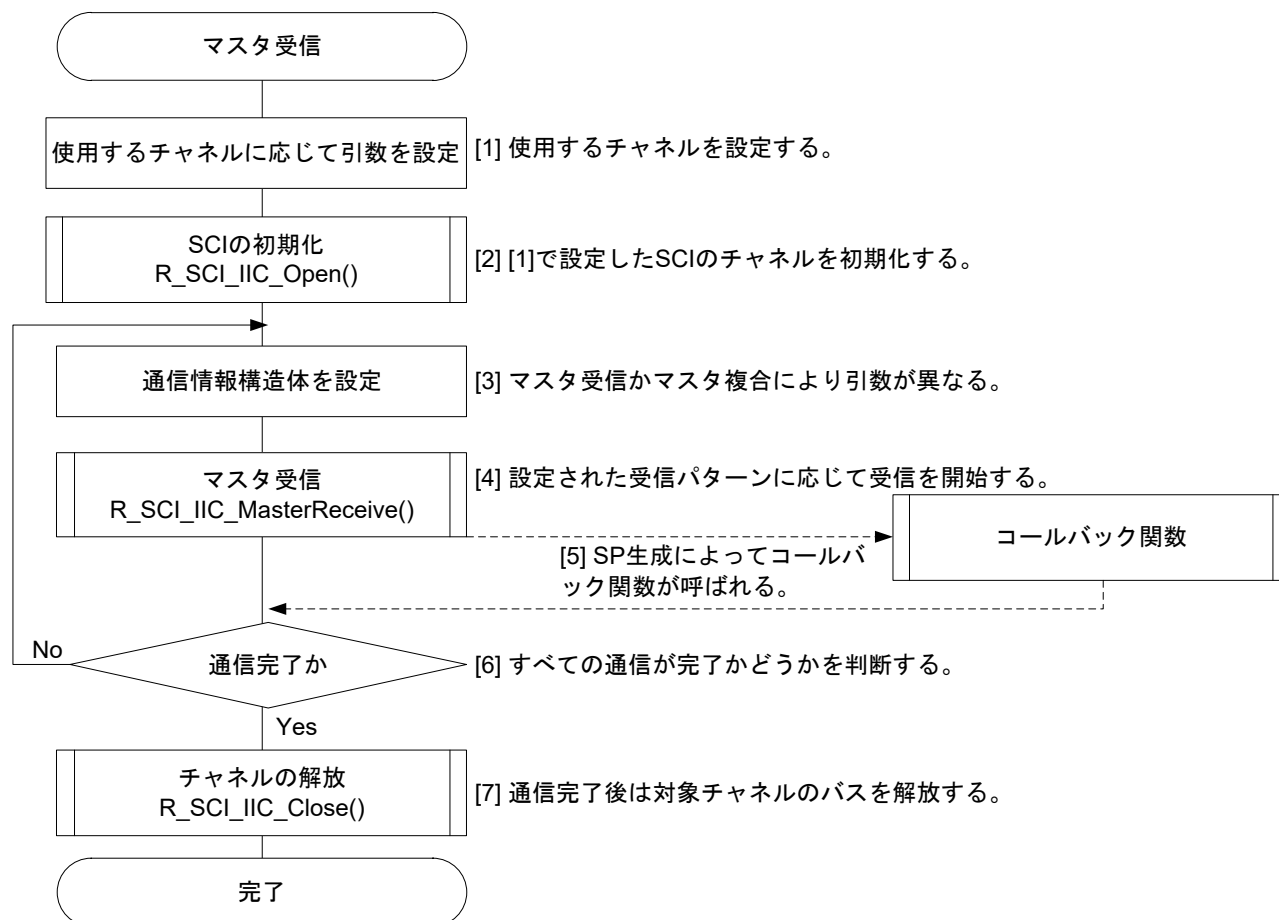 マスタ受信
使用するチャネルに応じて引数を設定
[1] 使用するチャネルを設定する。
SCIの初期化
R_SCI_IIC_Open()
[2] [1]で設定したSCIのチャネルを初期化する。
通信情報構造体を設定
[3] マスタ受信かマスタ複合により引数が異なる。
マスタ受信
R_SCI_IIC_MasterReceive()
[4] 設定された受信パターンに応じて受信を開始する。
コールバック関数
[5] SP生成によってコールバ
ック関数が呼ばれる。
No
通信完了か
[6] すべての通信が完了かどうかを判断する。
Yes
チャネルの解放
R_SCI_IIC_Close()
[7] 通信完了後は対象チャネルのバスを解放する。
完了